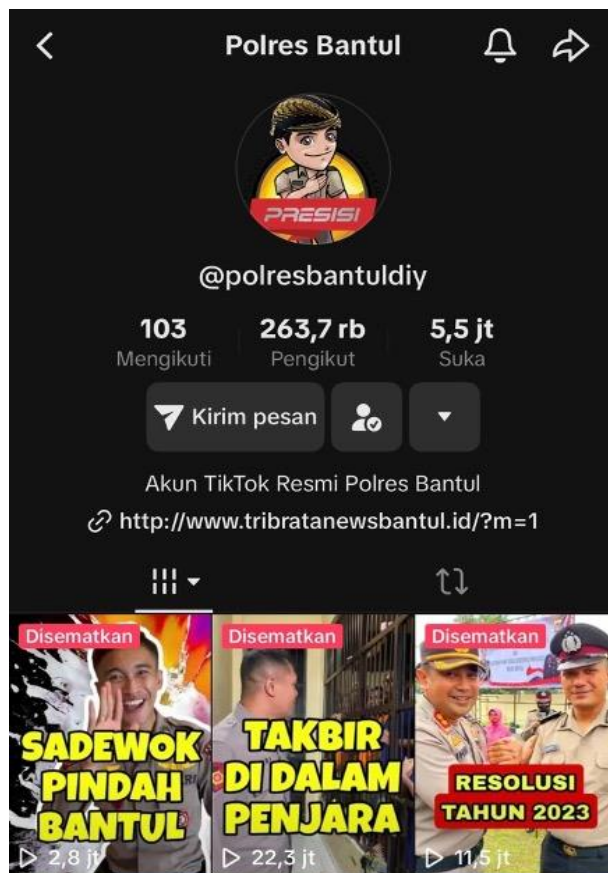 Polres Bantul
PRESISI
@polresbantuldiy
103 263,7 rb 5,5 jt
Mengikuti Pengikut Suka
Kirim pesan
Akun TikTok Resmi Polres Bantul
http://www.tribratanewsbantul.id/?m=1
Disematkan Disematkan Disematkan
SADEWOK
PINDAH
BANTUL
2,8 jt
TAKBIR
DI DALAM
PENJARA
22,3 jt
RESOLUSI
TAHUN 2023
11,5 jt